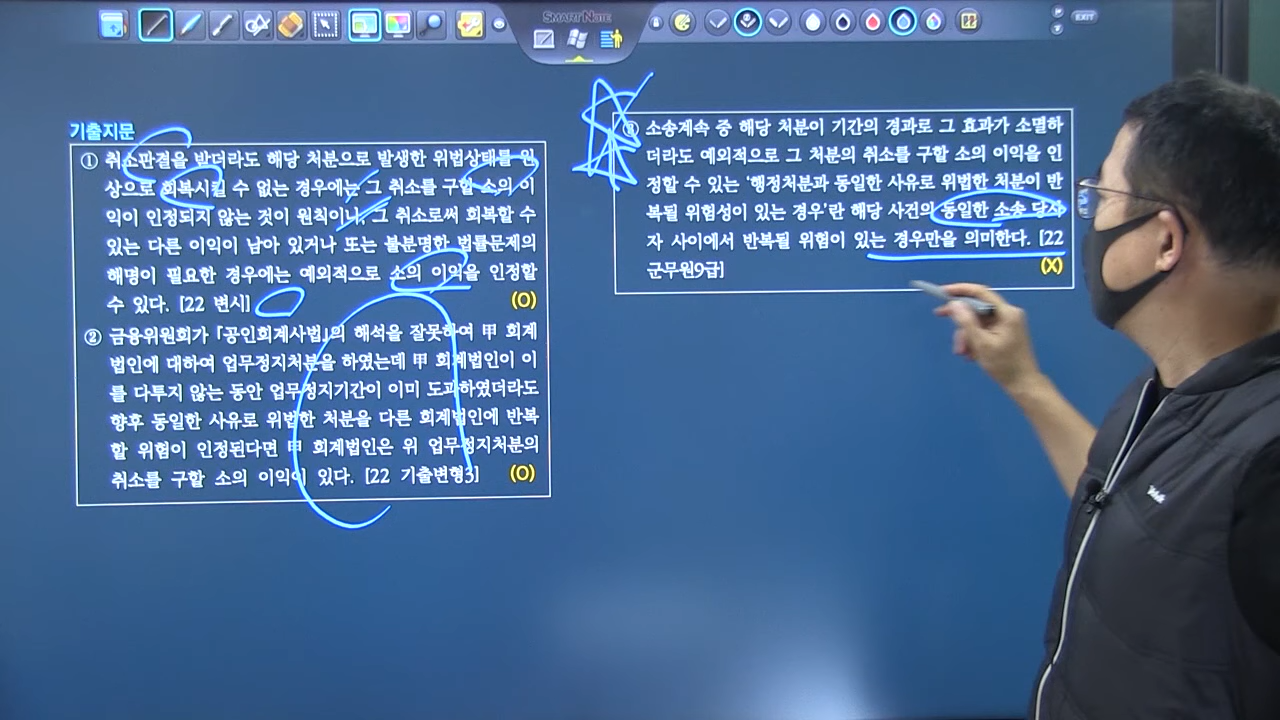 SMART NOTE
EXIT
기출지문
① 취소판결을 받더라도 해당 처분으로 발생한 위법상태를 원
상으로 회복시킬 수 없는 경우에는 그 취소를 구할 소의 이
익이 인정되지 않는 것이 원칙이나, 그 취소로써 회복할 수
있는 다른 이익이 남아 있거나 또는 불분명한 법률문제의
해명이 필요한 경우에는 예외적으로 소의 이익을 인정할
수 있다. [22 변시] (O)
② 금융위원회가 「공인회계사법」의 해석을 잘못하여 甲 회계
법인에 대하여 업무정지처분을 하였는데 甲 회계법인이 이
를 다투지 않는 동안 업무정지기간이 이미 도과하였더라도
향후 동일한 사유로 위법한 처분을 다른 회계법인에 반복
할 위험이 인정된다면 甲 회계법인은 위 업무정지처분의
취소를 구할 소의 이익이 있다. [22 기출변형3] (O)
③ 소송계속 중 해당 처분이 기간의 경과로 그 효과가 소멸하
더라도 예외적으로 그 처분의 취소를 구할 소의 이익을 인
정할 수 있는 '행정처분과 동일한 사유로 위법한 처분이 반
복될 위험성이 있는 경우'란 해당 사건의 동일한 소송 당사
자 사이에서 반복될 위험이 있는 경우만을 의미한다. [22
군무원9급] (X)